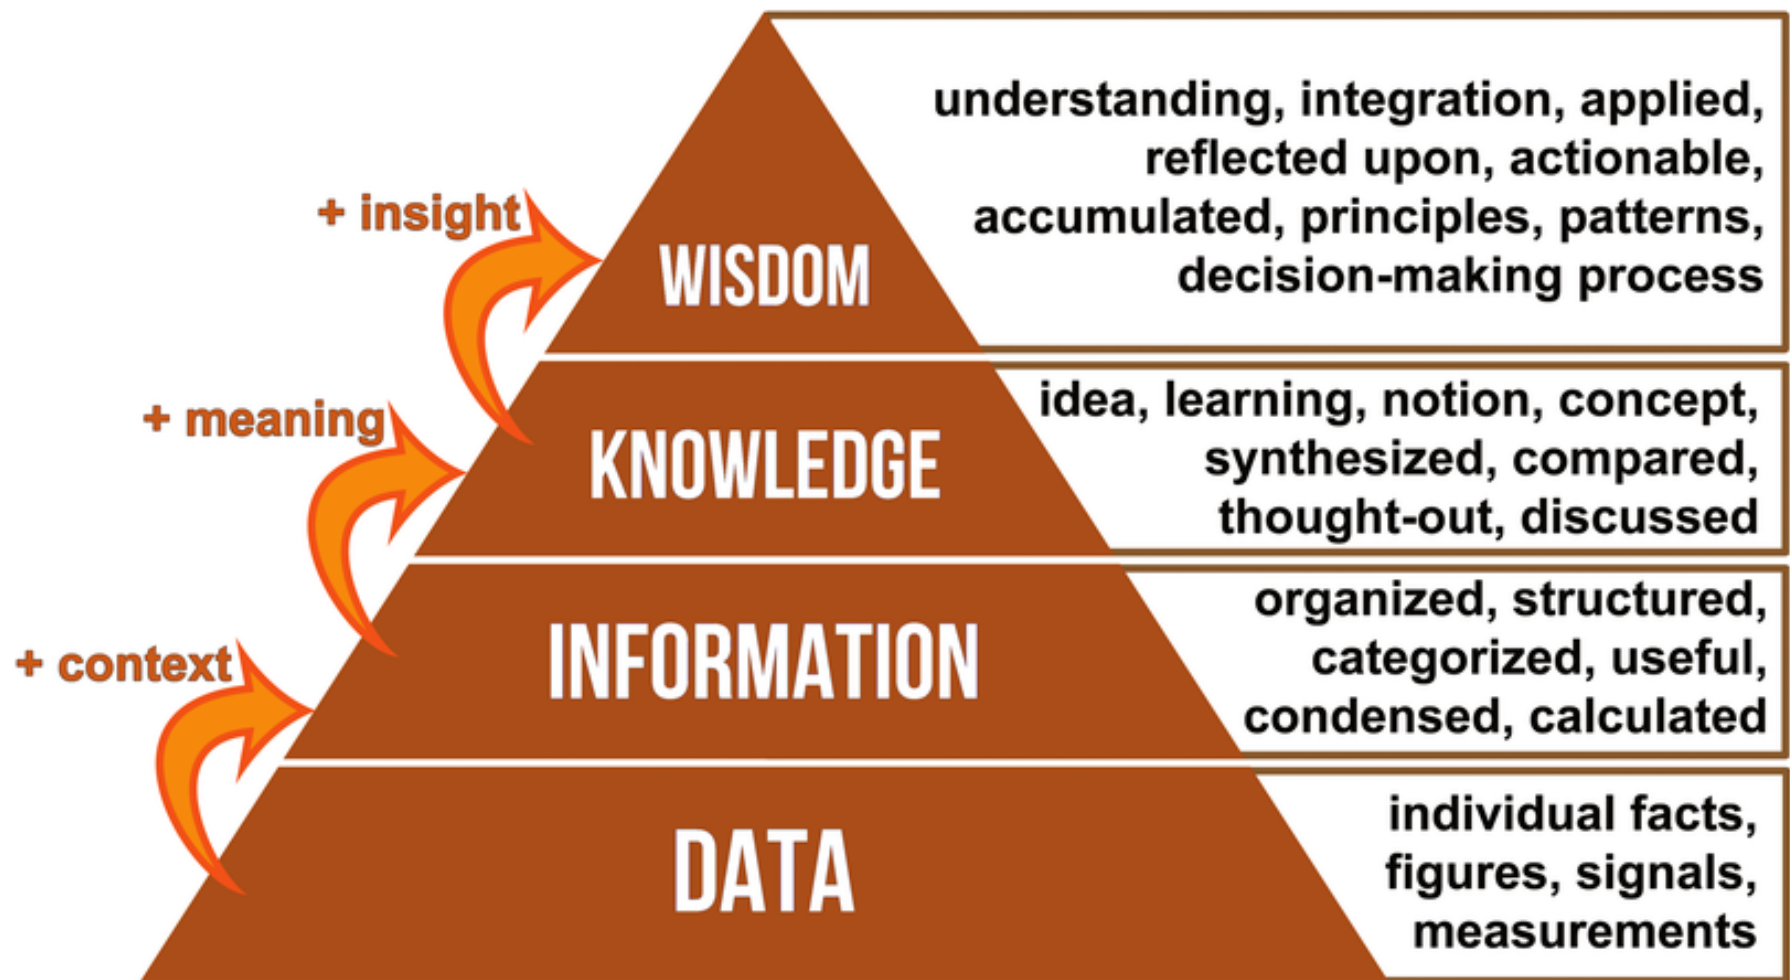 understanding, integration, applied,
reflected upon, actionable,
accumulated, principles, patterns,
decision-making process
+ insight
WISDOM
idea, learning, notion, concept,
synthesized, compared,
thought-out, discussed
+ meaning
KNOWLEDGE
organized, structured,
categorized, useful,
condensed, calculated
+ context
INFORMATION
individual facts,
figures, signals,
measurements
DATA